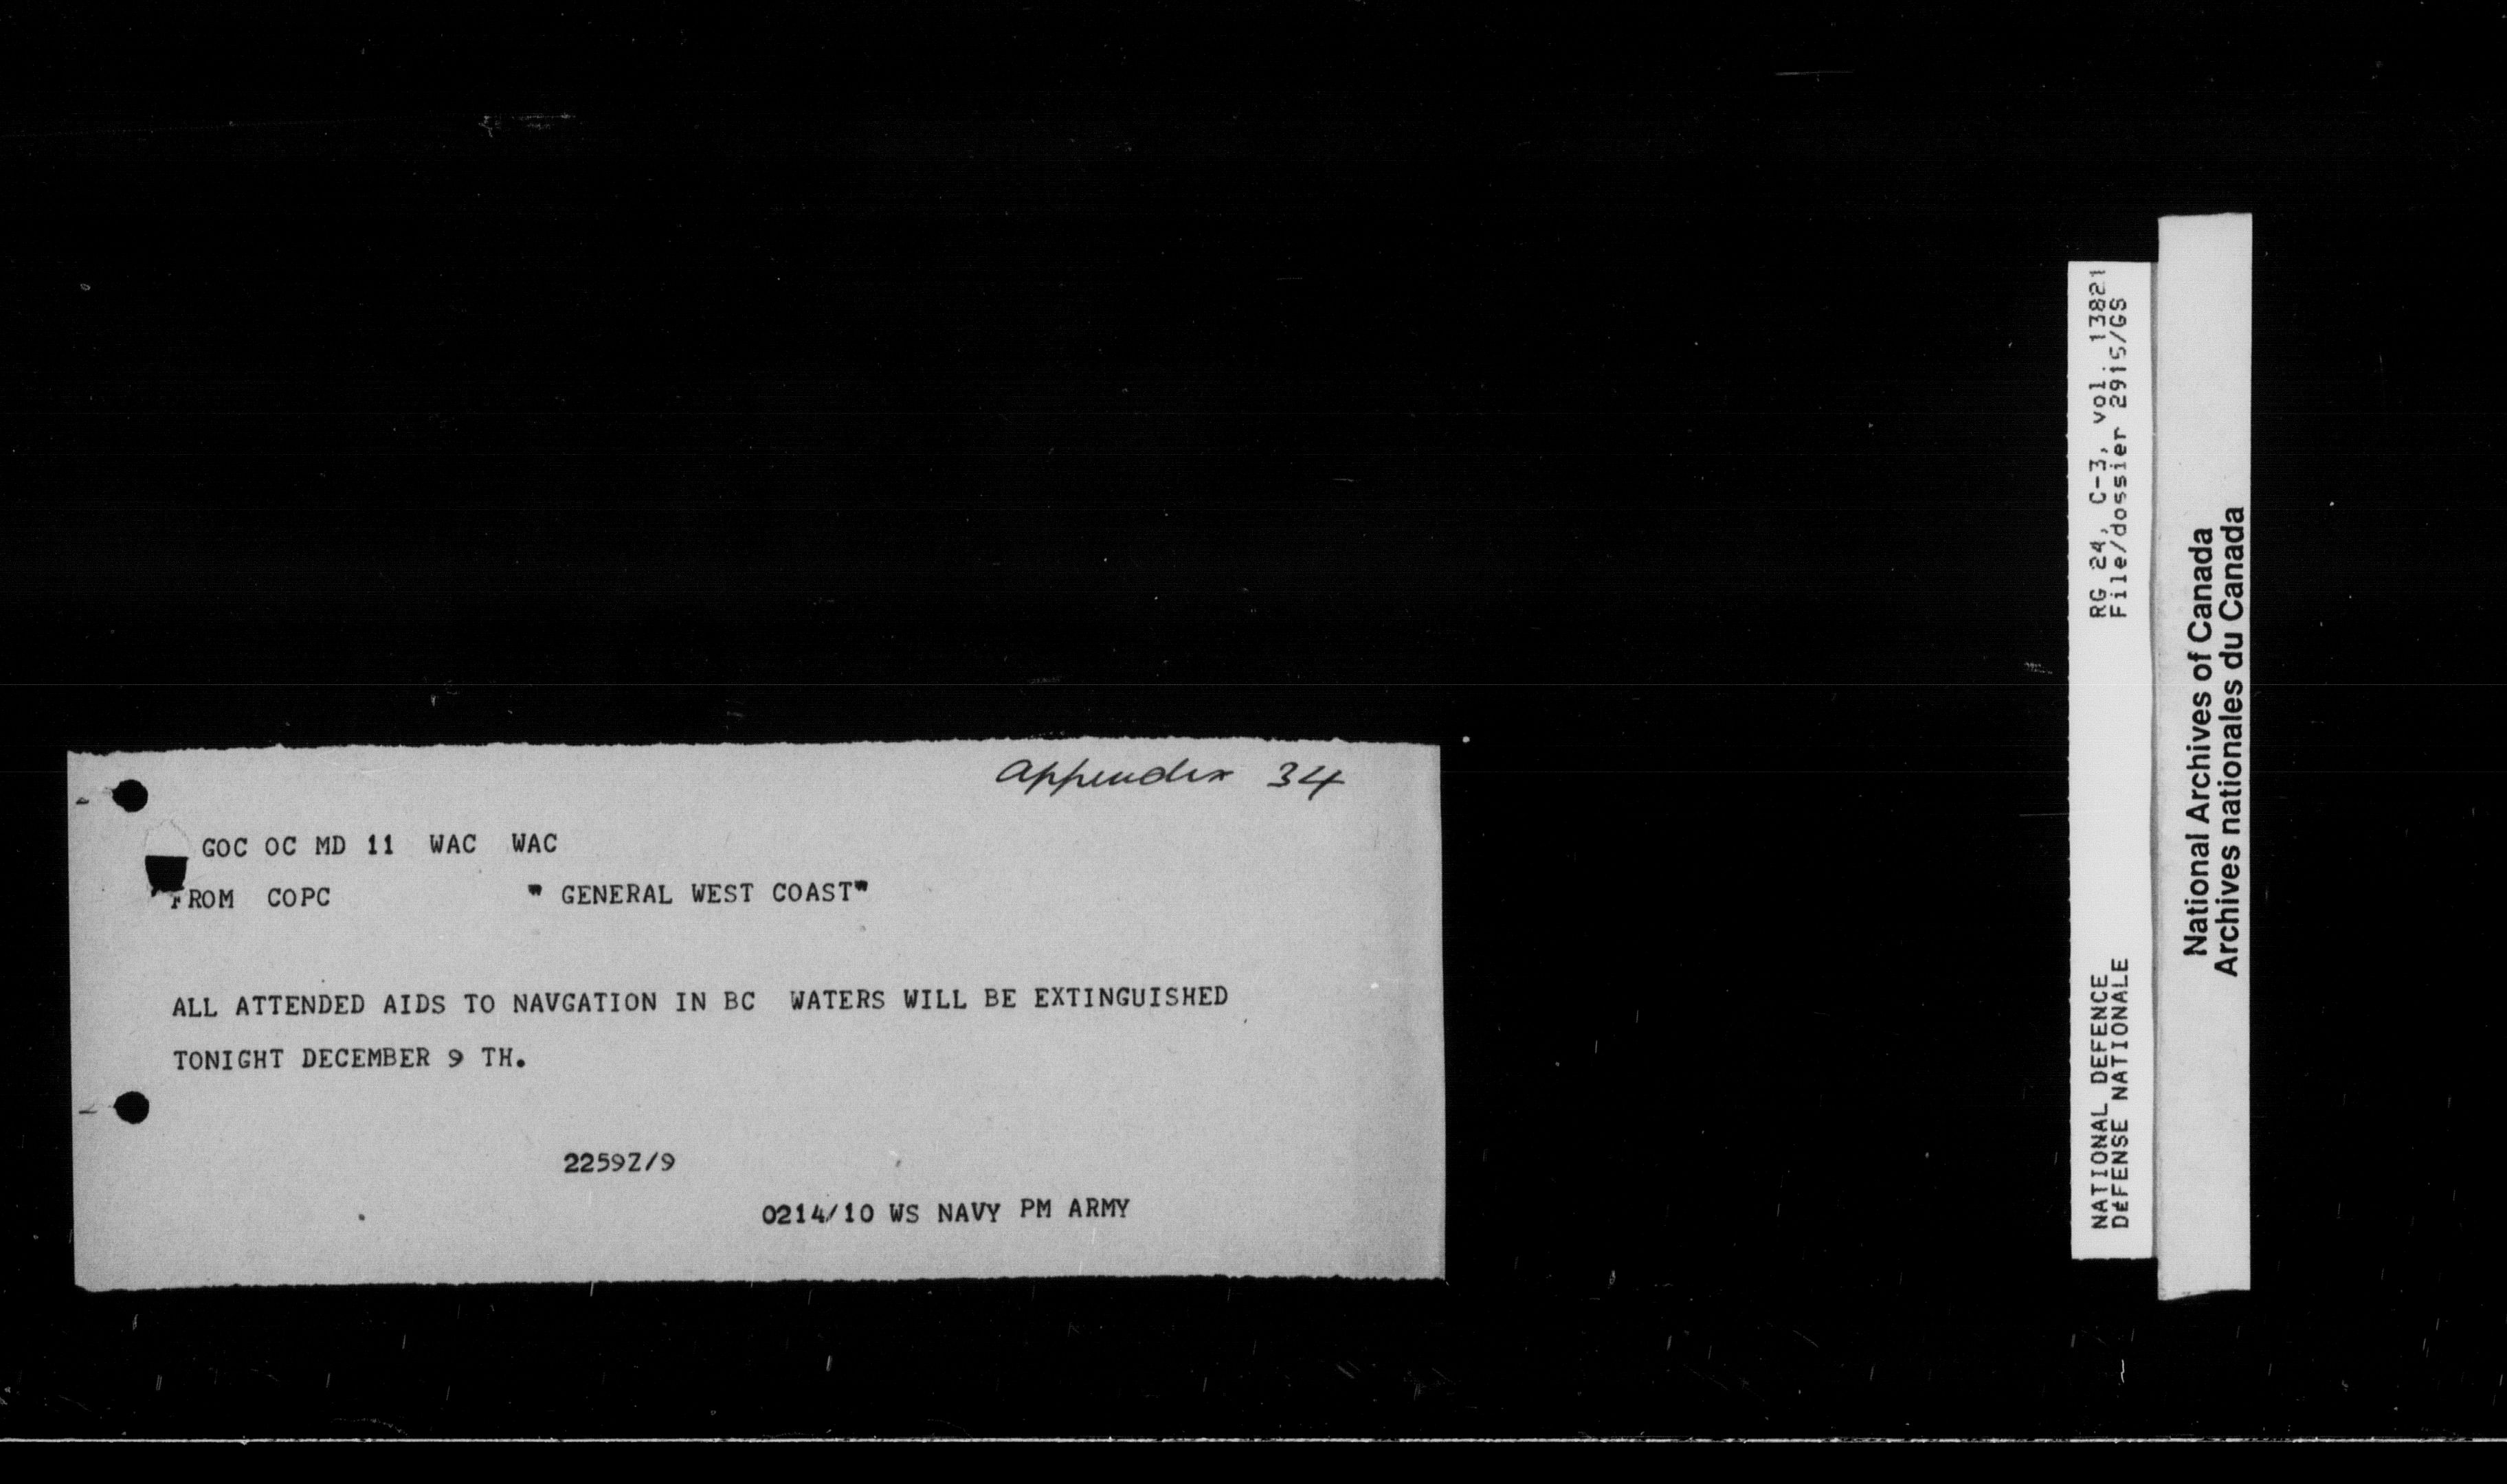 Appendix 34
GOC OC MD 11 WAC WAC
FROM COPC " GENERAL WEST COAST"
ALL ATTENDED AIDS TO NAVGATION IN BC WATERS WILL BE EXTINGUISHED
TONIGHT DECEMBER 9 TH.
2259Z/9
0214/10 WS NAVY PM ARMY
NATIONAL DEFENCE RG 24, C-3, vol. 13821
DÉFENSE NATIONALE File/dossier 2915/GS
National Archives of Canada
Archives nationales du Canada